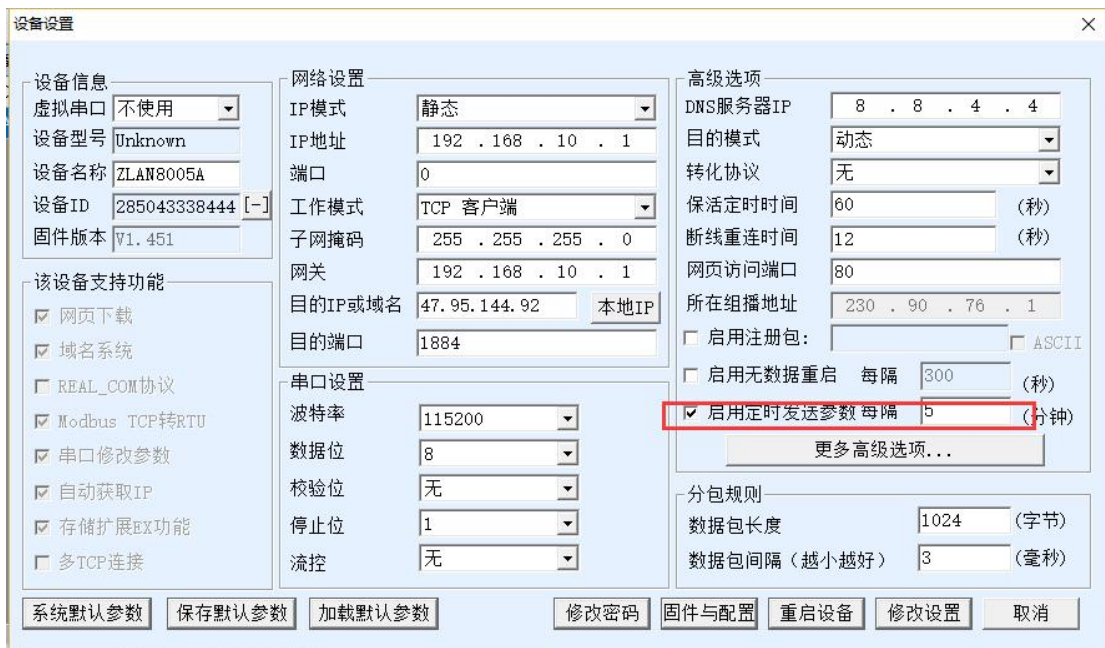 设备设置
设备信息
虚拟串口 不使用
设备型号 Unknown
设备名称 ZLAN8005A
设备ID 285043338444 [-]
固件版本 V1.451
该设备支持功能
网页下载
域名系统
REAL_COM协议
Modbus TCP转RTU
串口修改参数
自动获取IP
存储扩展EX功能
多TCP连接
网络设置
IP模式 静态
IP地址 192 .168 . 10 . 1
端口 0
工作模式 TCP 客户端
子网掩码 255 . 255 . 255 . 0
网关 192 .168 . 10 . 1
目的IP或域名 47.95.144.92 本地IP
目的端口 1884
串口设置
波特率 115200
数据位 8
校验位 无
停止位 1
流控 无
高级选项
DNS服务器IP 8 . 8 . 4 . 4
目的模式 动态
转化协议 无
保活定时时间 60 (秒)
断线重连时间 12 (秒)
网页访问端口 80
所在组播地址 230 . 90 . 76 . 1
启用注册包: ASCII
启用无数据重启 每隔 300 (秒)
启用定时发送参数 每隔 5 (分钟)
更多高级选项...
分包规则
数据包长度 1024 (字节)
数据包间隔（越小越好） 3 (毫秒)
系统默认参数 保存默认参数 加载默认参数 修改密码 固件与配置 重启设备 修改设置 取消